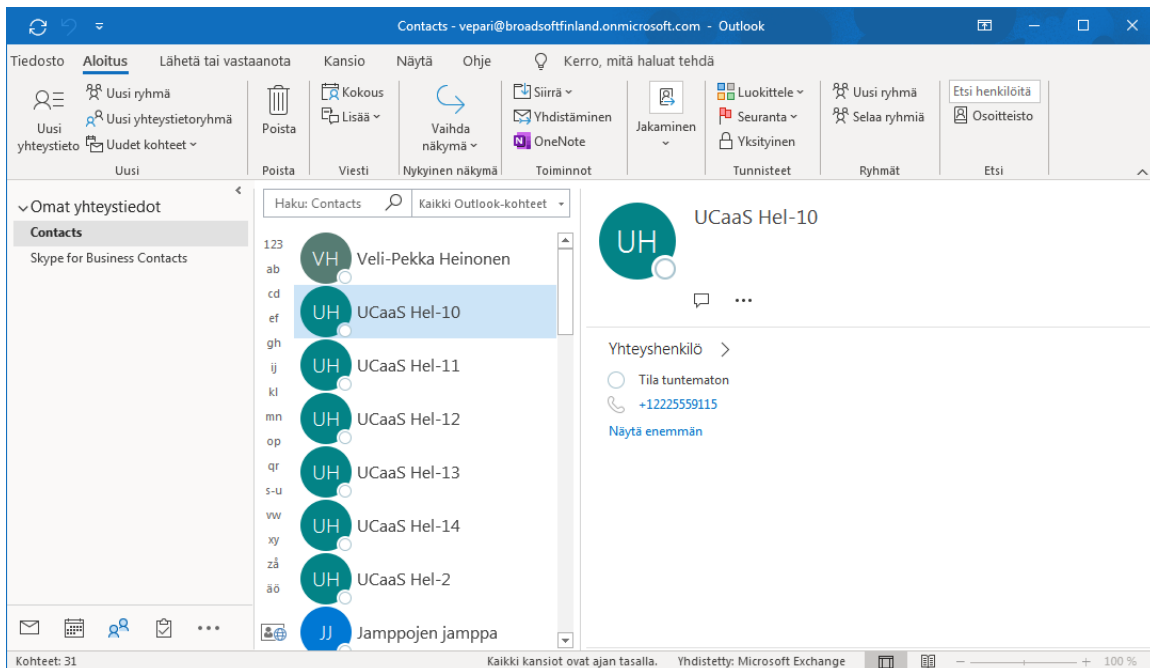 Contacts - vepari@broadsoftfinland.onmicrosoft.com - Outlook
Tiedosto Aloitus Lähetä tai vastaanota Kansio Näytä Ohje Kerro, mitä haluat tehdä
Uusi yhteystieto
Uusi ryhmä
Uusi yhteystietoryhmä
Uudet kohteet
Uusi
Poista
Poista
Kokous
Lisää
Viesti
Vaihda näkymä
Nykyinen näkymä
Siirrä
Yhdistäminen
OneNote
Toiminnot
Jakaminen
Luokittele
Seuranta
Yksityinen
Tunnisteet
Uusi ryhmä
Selaa ryhmiä
Ryhmät
Etsi henkilöitä
Osoitteisto
Etsi
Omat yhteystiedot
Contacts
Skype for Business Contacts
Haku: Contacts Kaikki Outlook-kohteet
123
ab
cd
ef
gh
ij
kl
mn
op
qr
s-u
vw
xy
zå
äö
VH Veli-Pekka Heinonen
UH UCaaS Hel-10
UH UCaaS Hel-11
UH UCaaS Hel-12
UH UCaaS Hel-13
UH UCaaS Hel-14
UH UCaaS Hel-2
JJ Jamppojen jamppa
UH
UCaaS Hel-10
Yhteyshenkilö
Tila tuntematon
+12225559115
Näytä enemmän
Kohteet: 31 Kaikki kansiot ovat ajan tasalla. Yhdistetty: Microsoft Exchange 100 %